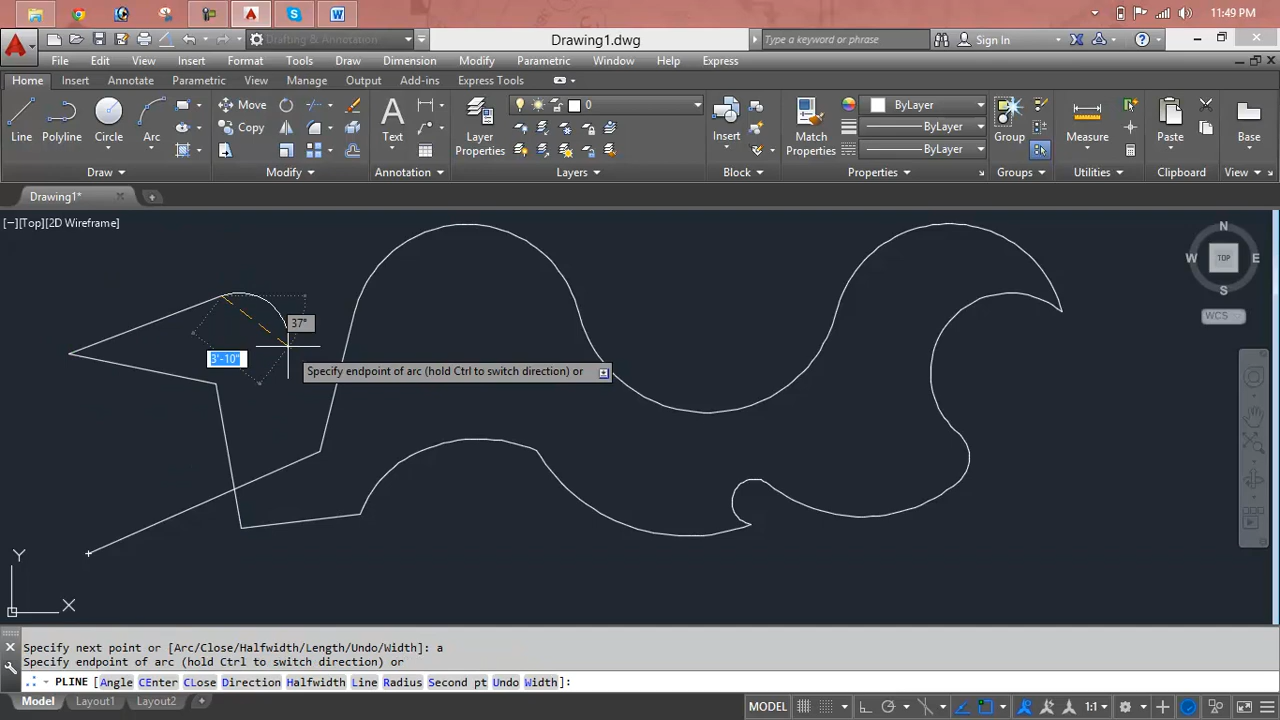 11:49 PM
Drafting & Annotation
Drawing1.dwg
Type a keyword or phrase
Sign In
File Edit View Insert Format Tools Draw Dimension Modify Parametric Window Help Express
Home Insert Annotate Parametric View Manage Output Add-ins Express Tools
Move
Copy
Line Polyline Circle Arc
Text
Layer Properties
0
Insert
Match Properties
ByLayer
ByLayer
ByLayer
Group
Measure
Paste
Base
Draw Modify Annotation Layers Block Properties Groups Utilities Clipboard View
Drawing1*
[−][Top][2D Wireframe]
N
W TOP E
S
WCS
37°
3'-10"
Specify endpoint of arc (hold Ctrl to switch direction) or
Y
X
Specify next point or [Arc/Close/Halfwidth/Length/Undo/Width]: a
Specify endpoint of arc (hold Ctrl to switch direction) or
PLINE [Angle CEnter CLose Direction Halfwidth Line Radius Second pt Undo Width]:
Model Layout1 Layout2
MODEL
1:1